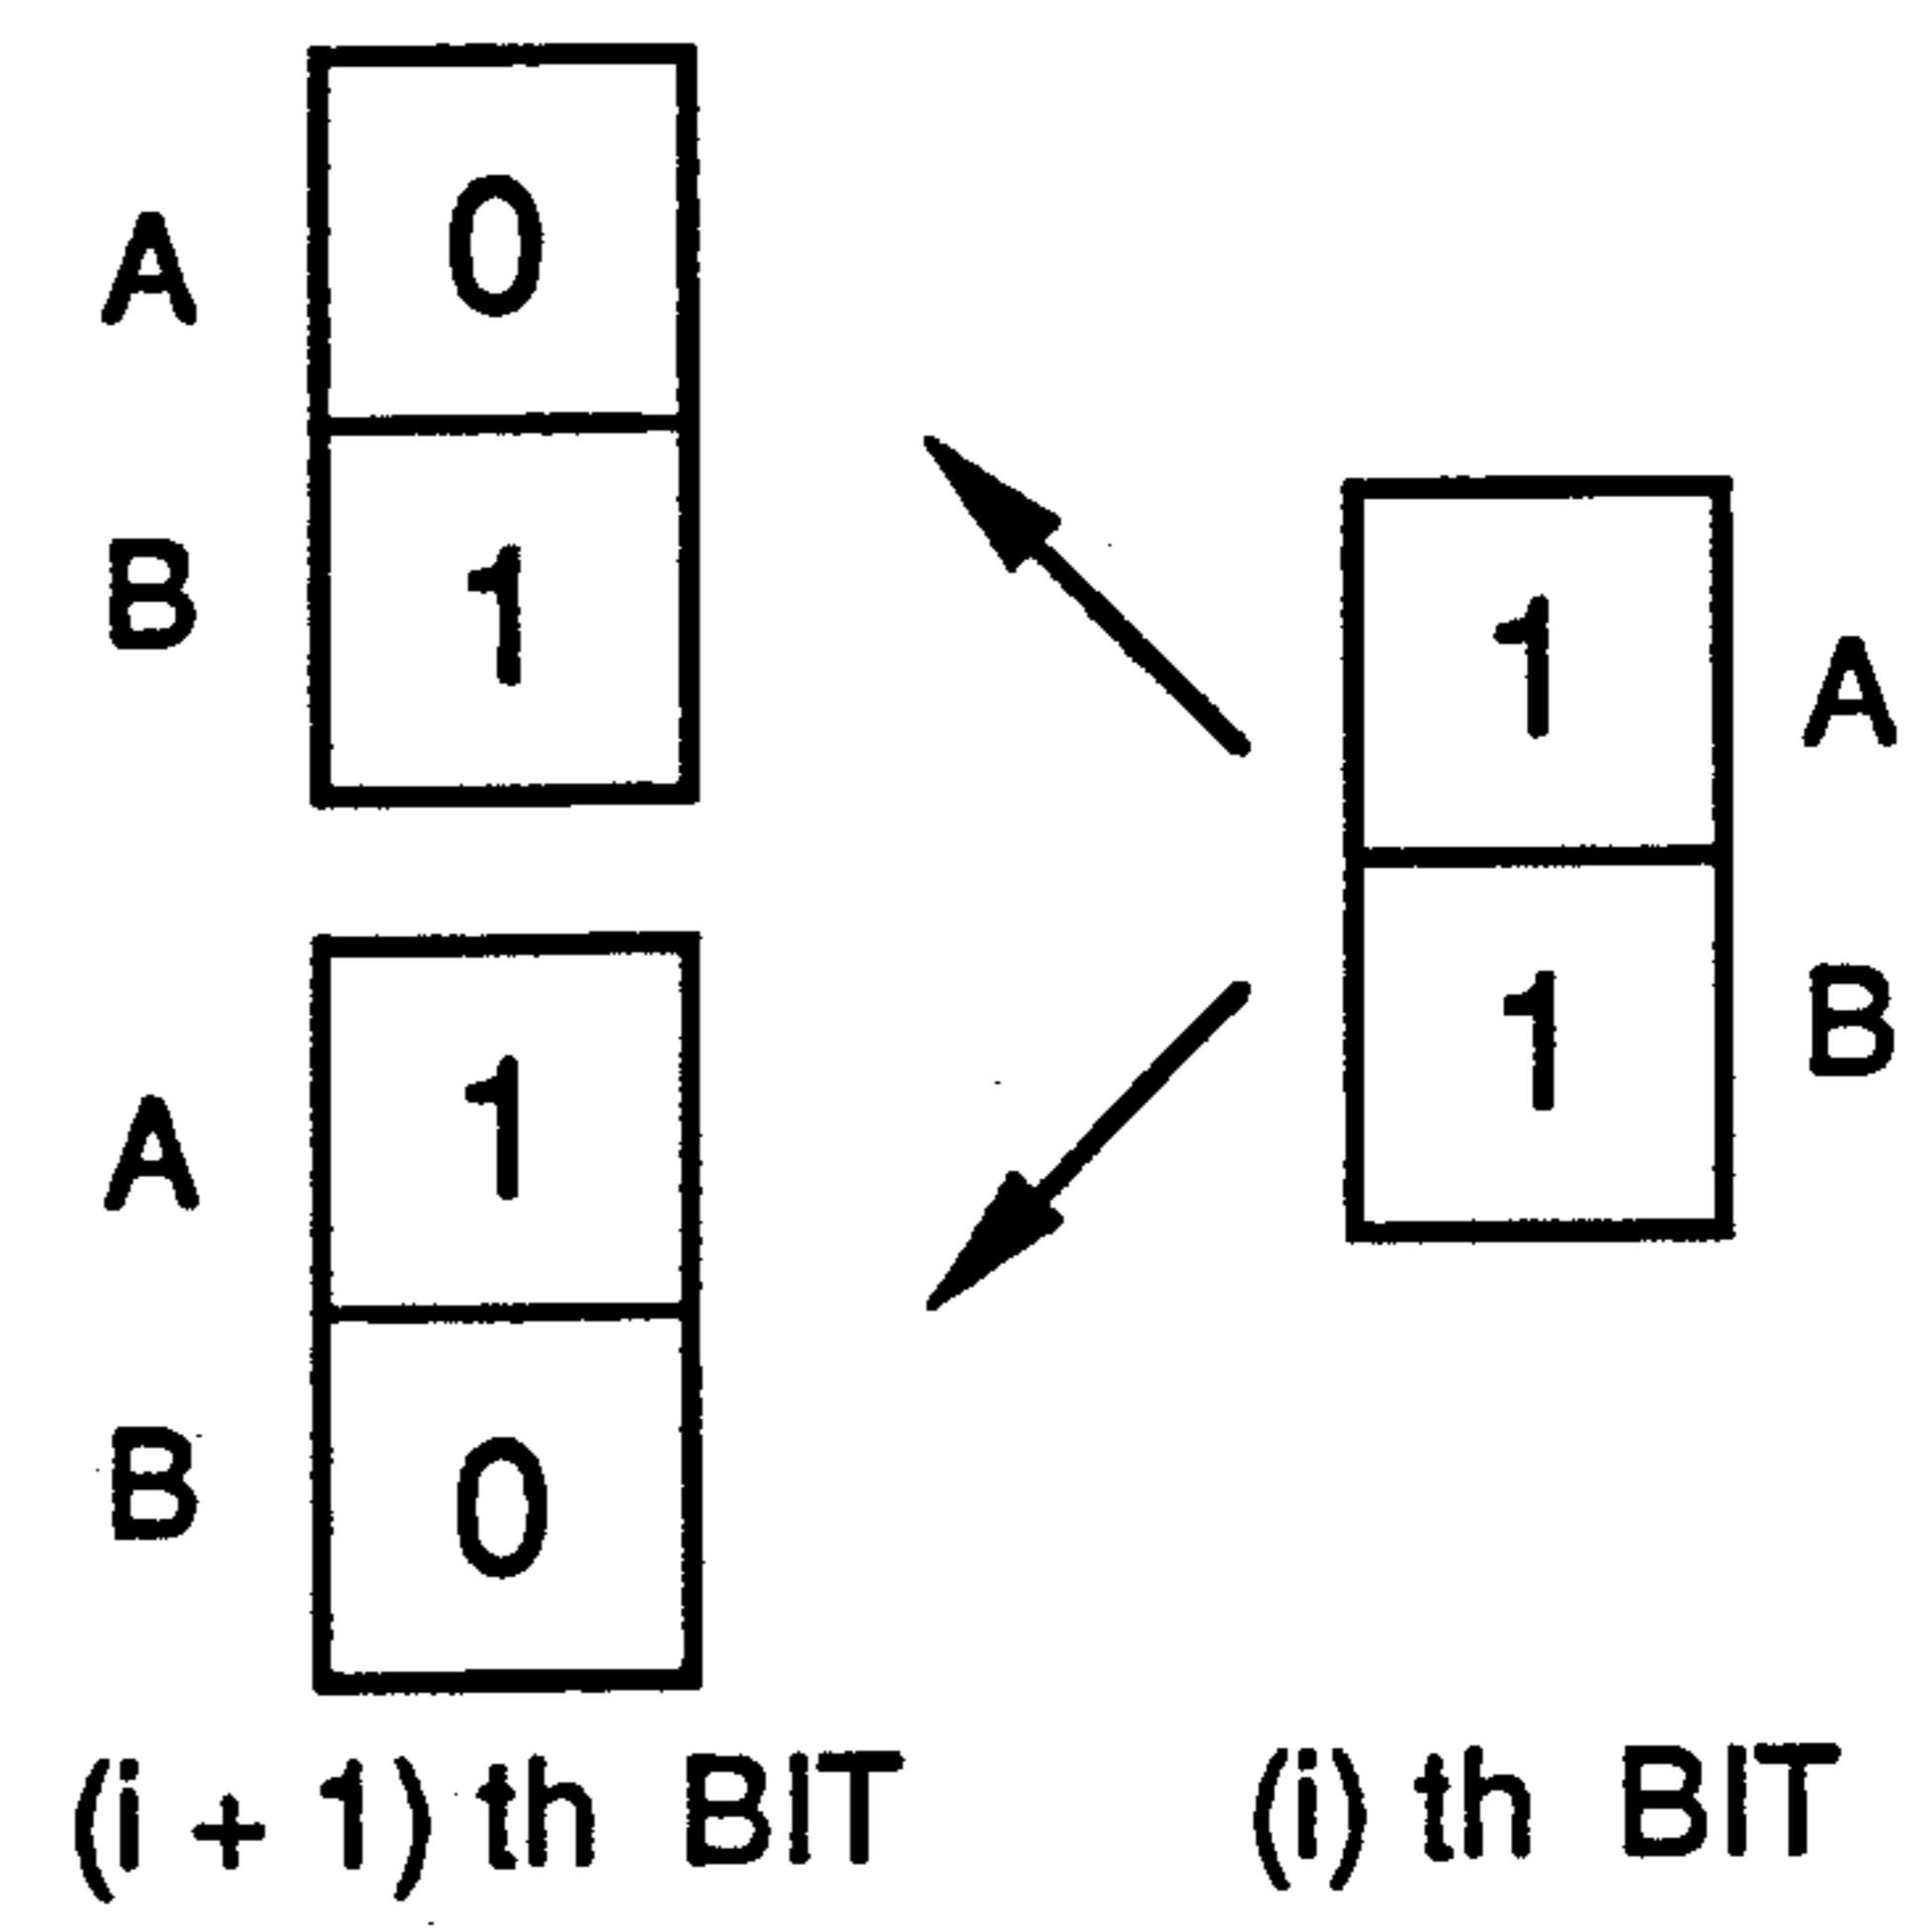 A 0
B 1
1 A
1 B
A 1
B 0
(i + 1) th BIT (i) th BIT